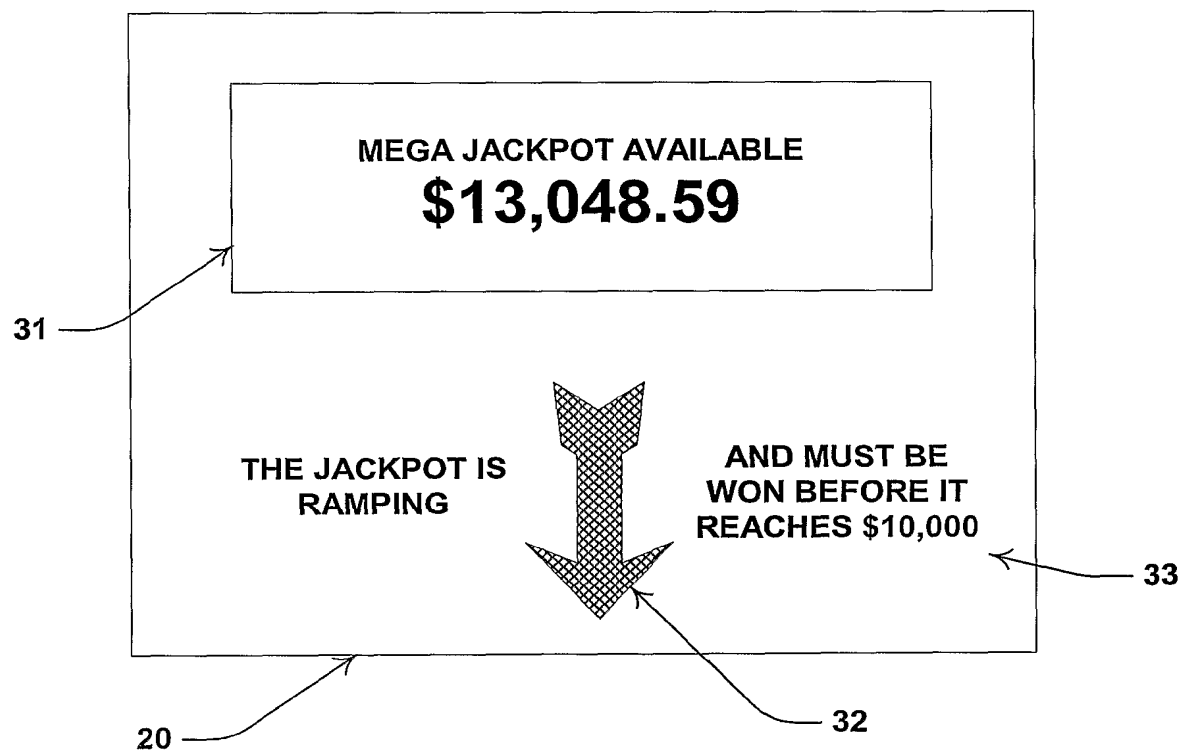 MEGA JACKPOT AVAILABLE
$13,048.59
31
THE JACKPOT IS
RAMPING
AND MUST BE
WON BEFORE IT
REACHES $10,000
33
32
20